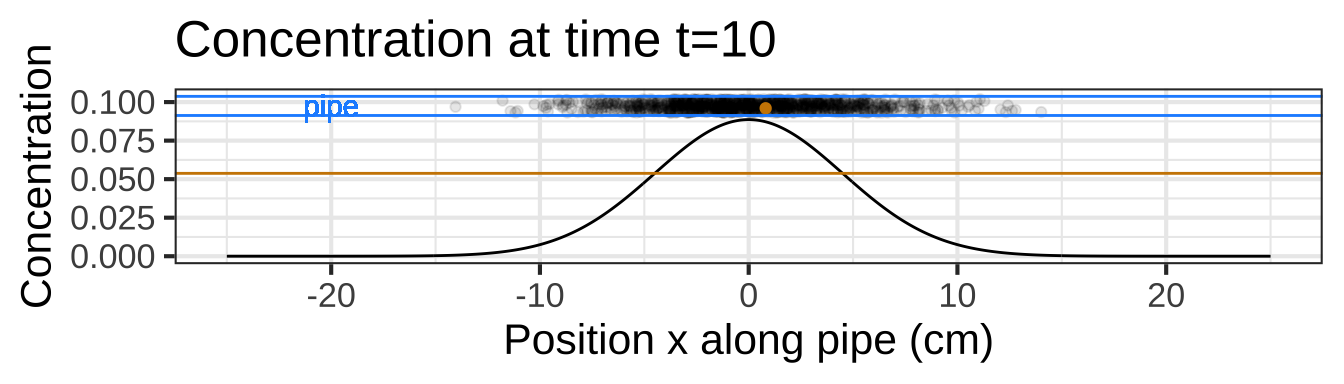 Concentration at time t=10
Concentration
0.100
0.075
0.050
0.025
0.000
pipe
-20 -10 0 10 20
Position x along pipe (cm)